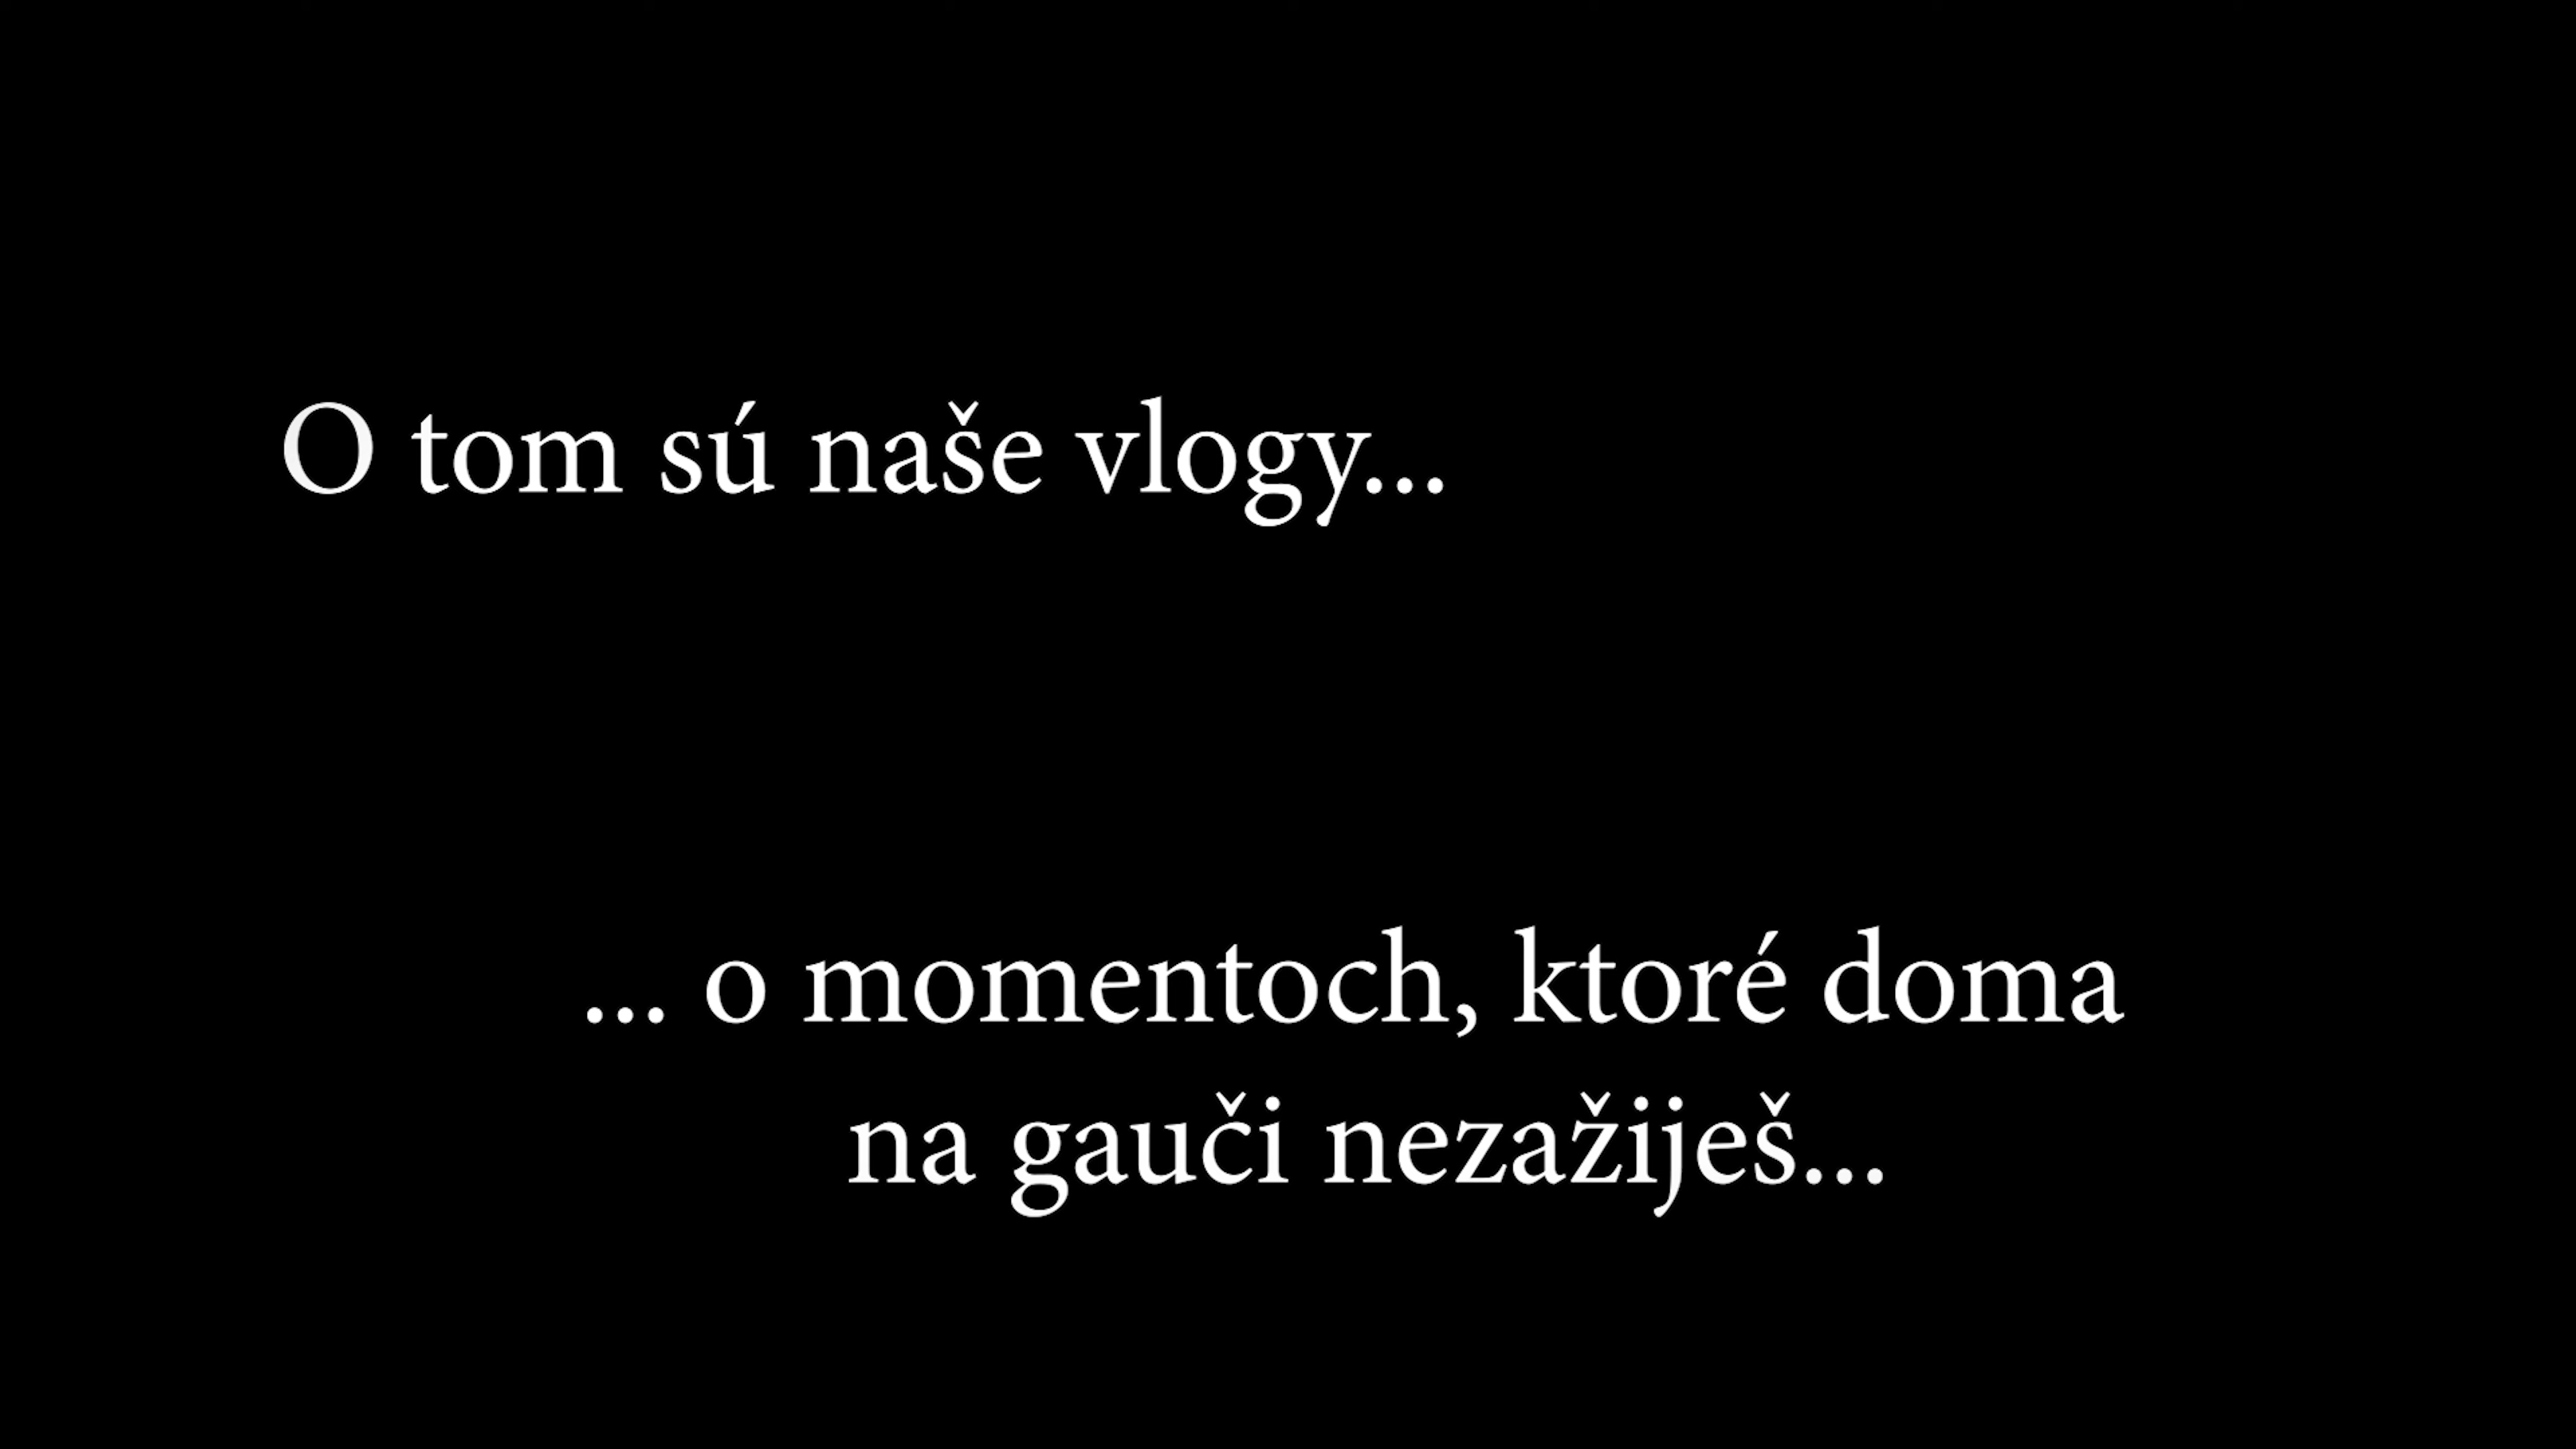 O tom sú naše vlogy...
... o momentoch, ktoré doma
na gauči nezažiješ...